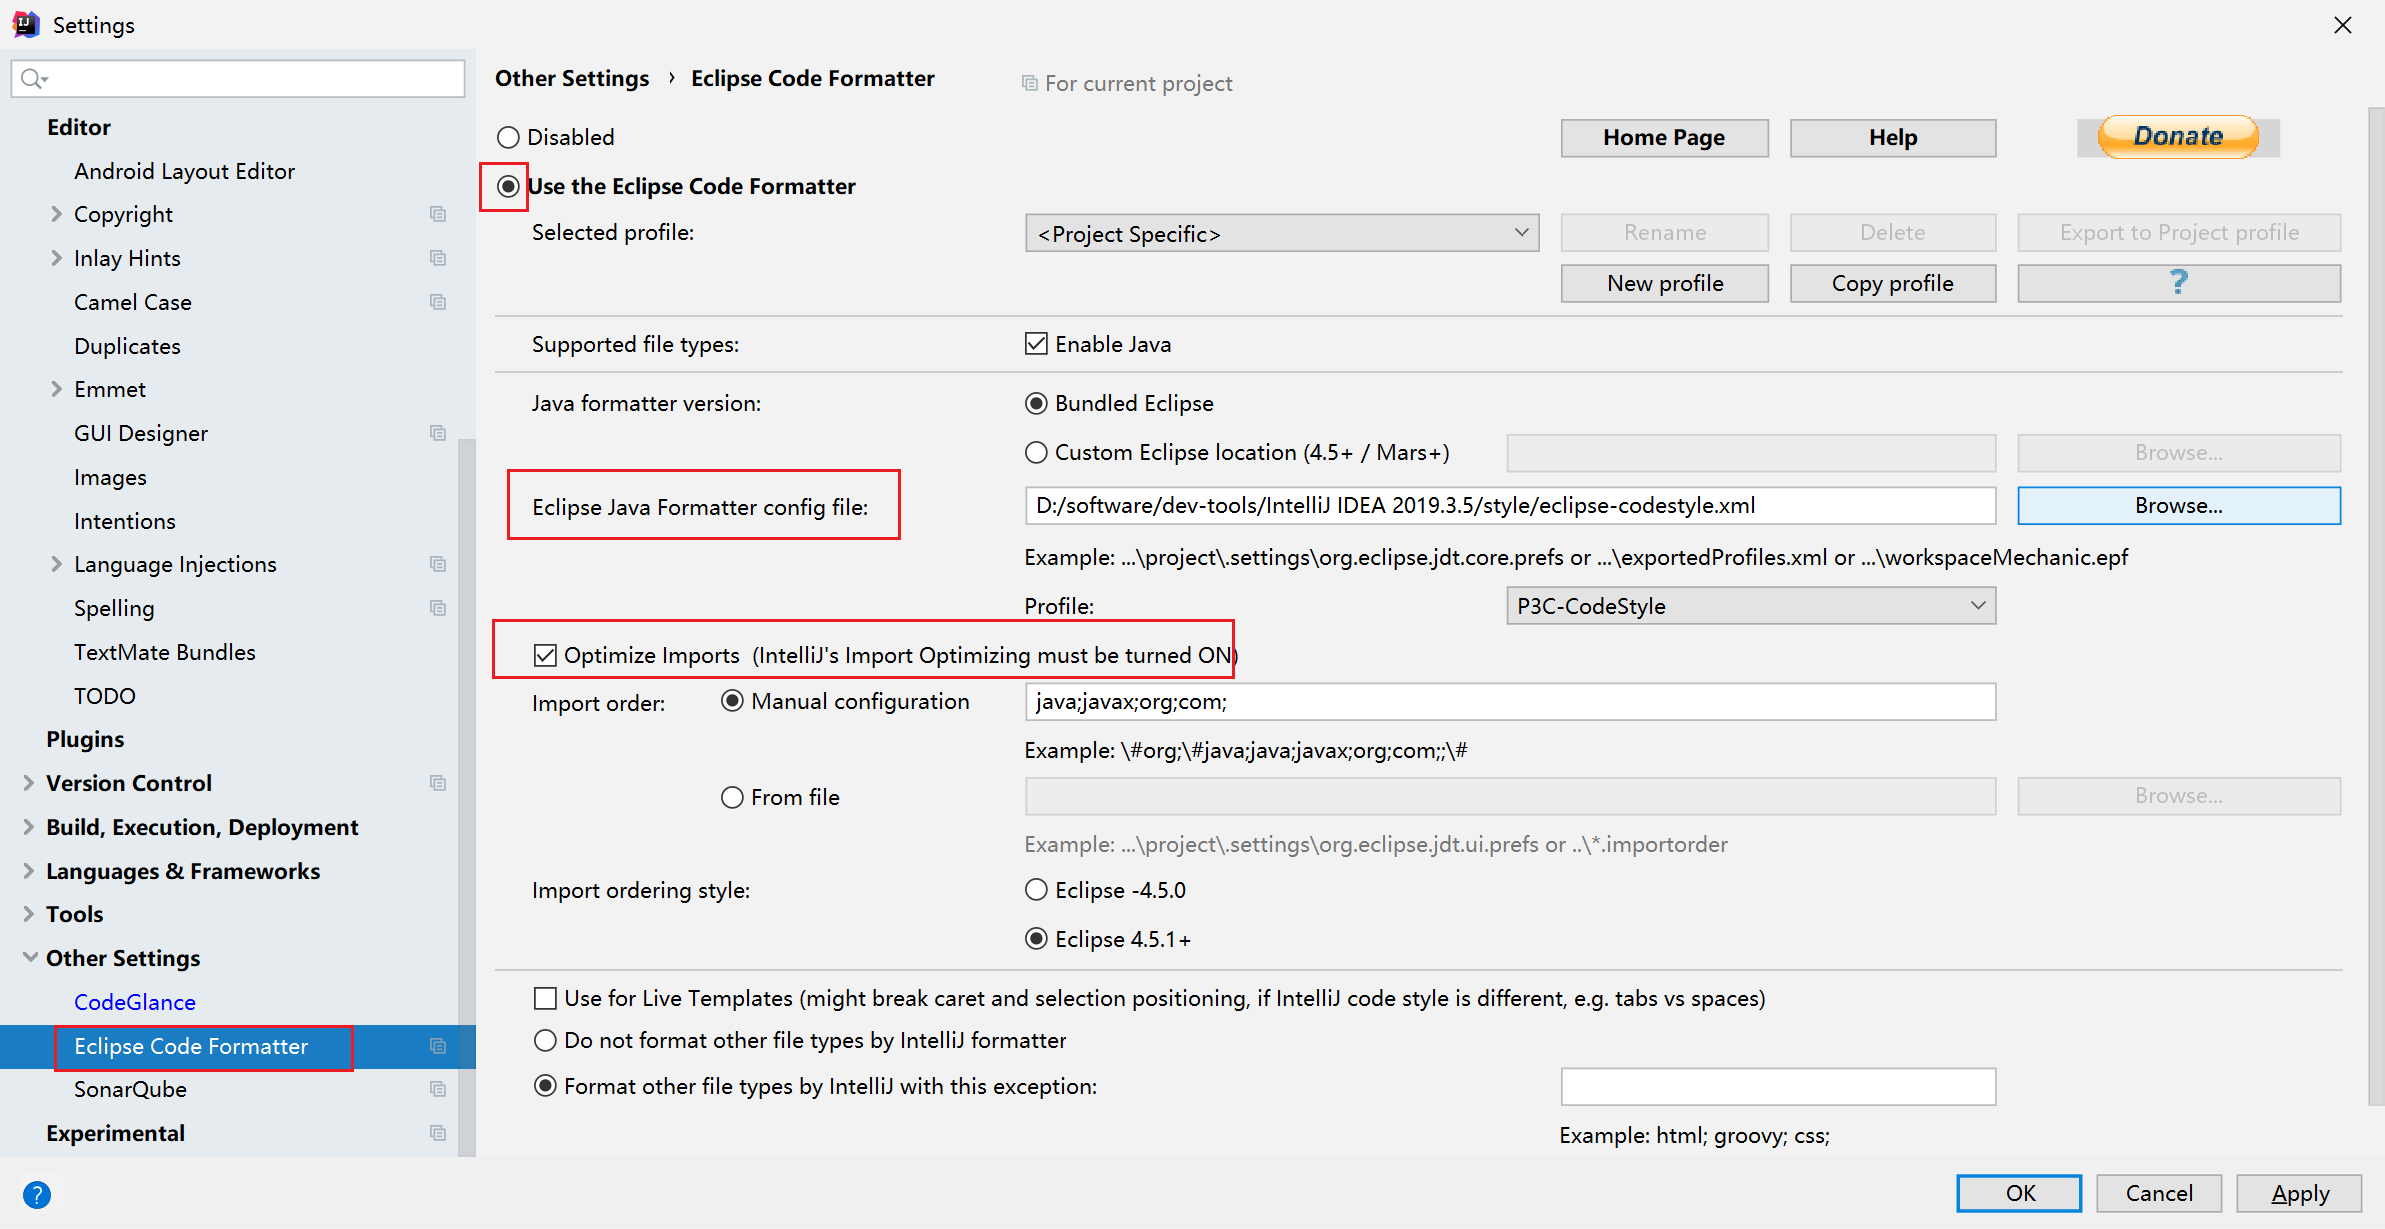 Settings
Editor
Android Layout Editor
Copyright
Inlay Hints
Camel Case
Duplicates
Emmet
GUI Designer
Images
Intentions
Language Injections
Spelling
TextMate Bundles
TODO
Plugins
Version Control
Build, Execution, Deployment
Languages & Frameworks
Tools
Other Settings
CodeGlance
Eclipse Code Formatter
SonarQube
Experimental
?
Other Settings › Eclipse Code Formatter For current project
Disabled Home Page Help Donate
Use the Eclipse Code Formatter
Selected profile: <Project Specific> Rename Delete Export to Project profile
New profile Copy profile ?
Supported file types: Enable Java
Java formatter version: Bundled Eclipse
Custom Eclipse location (4.5+ / Mars+) Browse...
Eclipse Java Formatter config file: D:/software/dev-tools/IntelliJ IDEA 2019.3.5/style/eclipse-codestyle.xml Browse...
Example: ...\project\.settings\org.eclipse.jdt.core.prefs or ...\exportedProfiles.xml or ...\workspaceMechanic.epf
Profile: P3C-CodeStyle
Optimize Imports (IntelliJ's Import Optimizing must be turned ON)
Import order: Manual configuration java;javax;org;com;
Example: \#org;\#java;java;javax;org;com;;\#
From file Browse...
Example: ...\project\.settings\org.eclipse.jdt.ui.prefs or ..\*.importorder
Import ordering style: Eclipse -4.5.0
Eclipse 4.5.1+
Use for Live Templates (might break caret and selection positioning, if IntelliJ code style is different, e.g. tabs vs spaces)
Do not format other file types by IntelliJ formatter
Format other file types by IntelliJ with this exception:
Example: html; groovy; css;
OK Cancel Apply